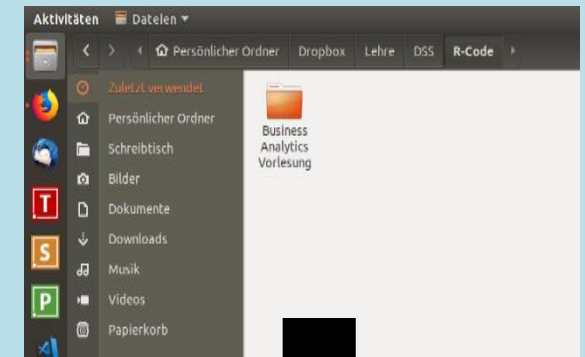 Aktivitäten Dateien
Persönlicher Ordner Dropbox Lehre DSS R-Code
Zuletzt verwendet
Persönlicher Ordner
Schreibtisch
Bilder
Dokumente
Downloads
Musik
Videos
Papierkorb
Business
Analytics
Vorlesung
T
S
P